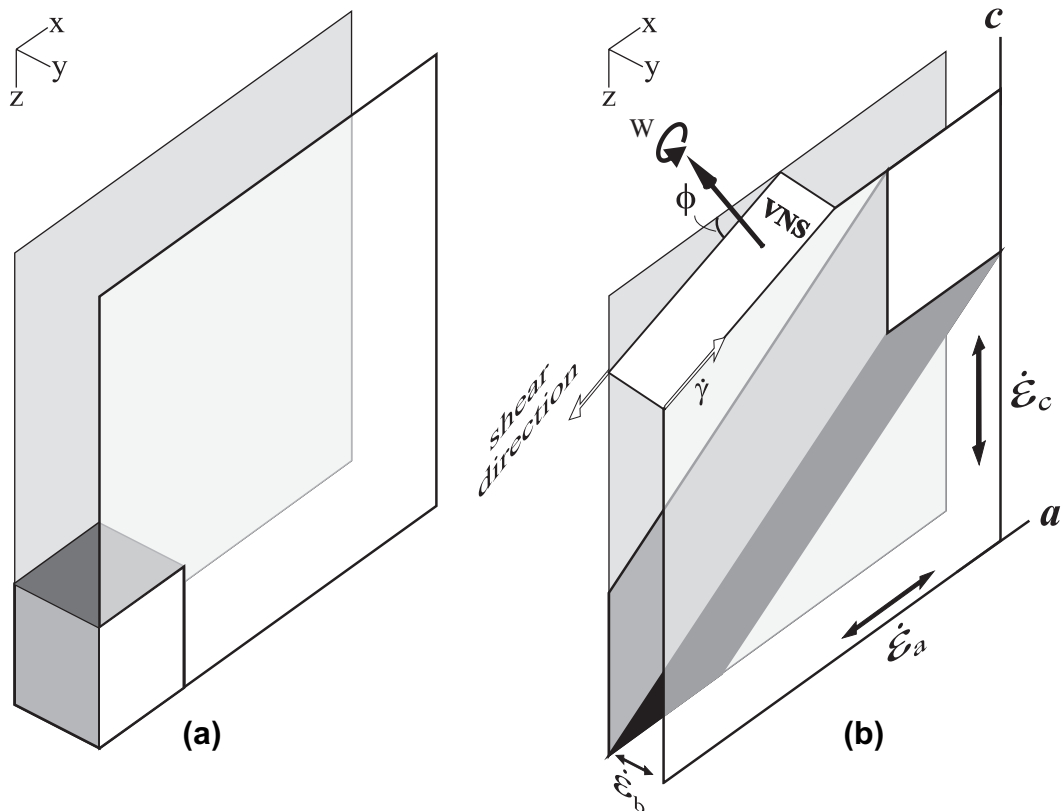 x
y
z
(a)
x
y
z
c
W
ϕ
VNS
shear
direction
γ̇
ε̇c
a
ε̇a
ε̇b
(b)